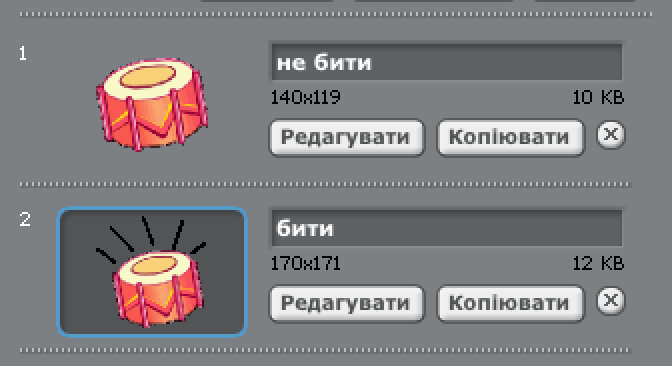 1
не бити
140x119 10 KB
Редагувати Копіювати
2
бити
170x171 12 KB
Редагувати Копіювати